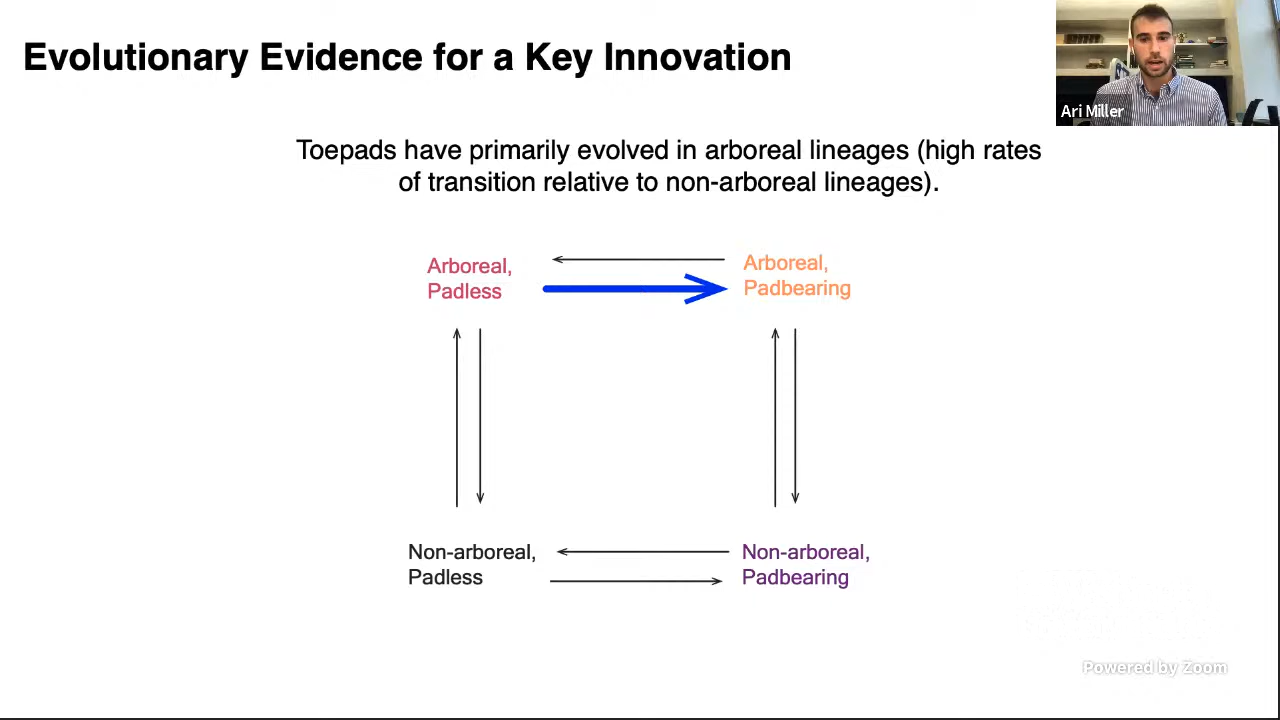 Evolutionary Evidence for a Key Innovation
Ari Miller
Toepads have primarily evolved in arboreal lineages (high rates
of transition relative to non-arboreal lineages).
Arboreal,
Padless
Arboreal,
Padbearing
Non-arboreal,
Padless
Non-arboreal,
Padbearing
Powered by Zoom